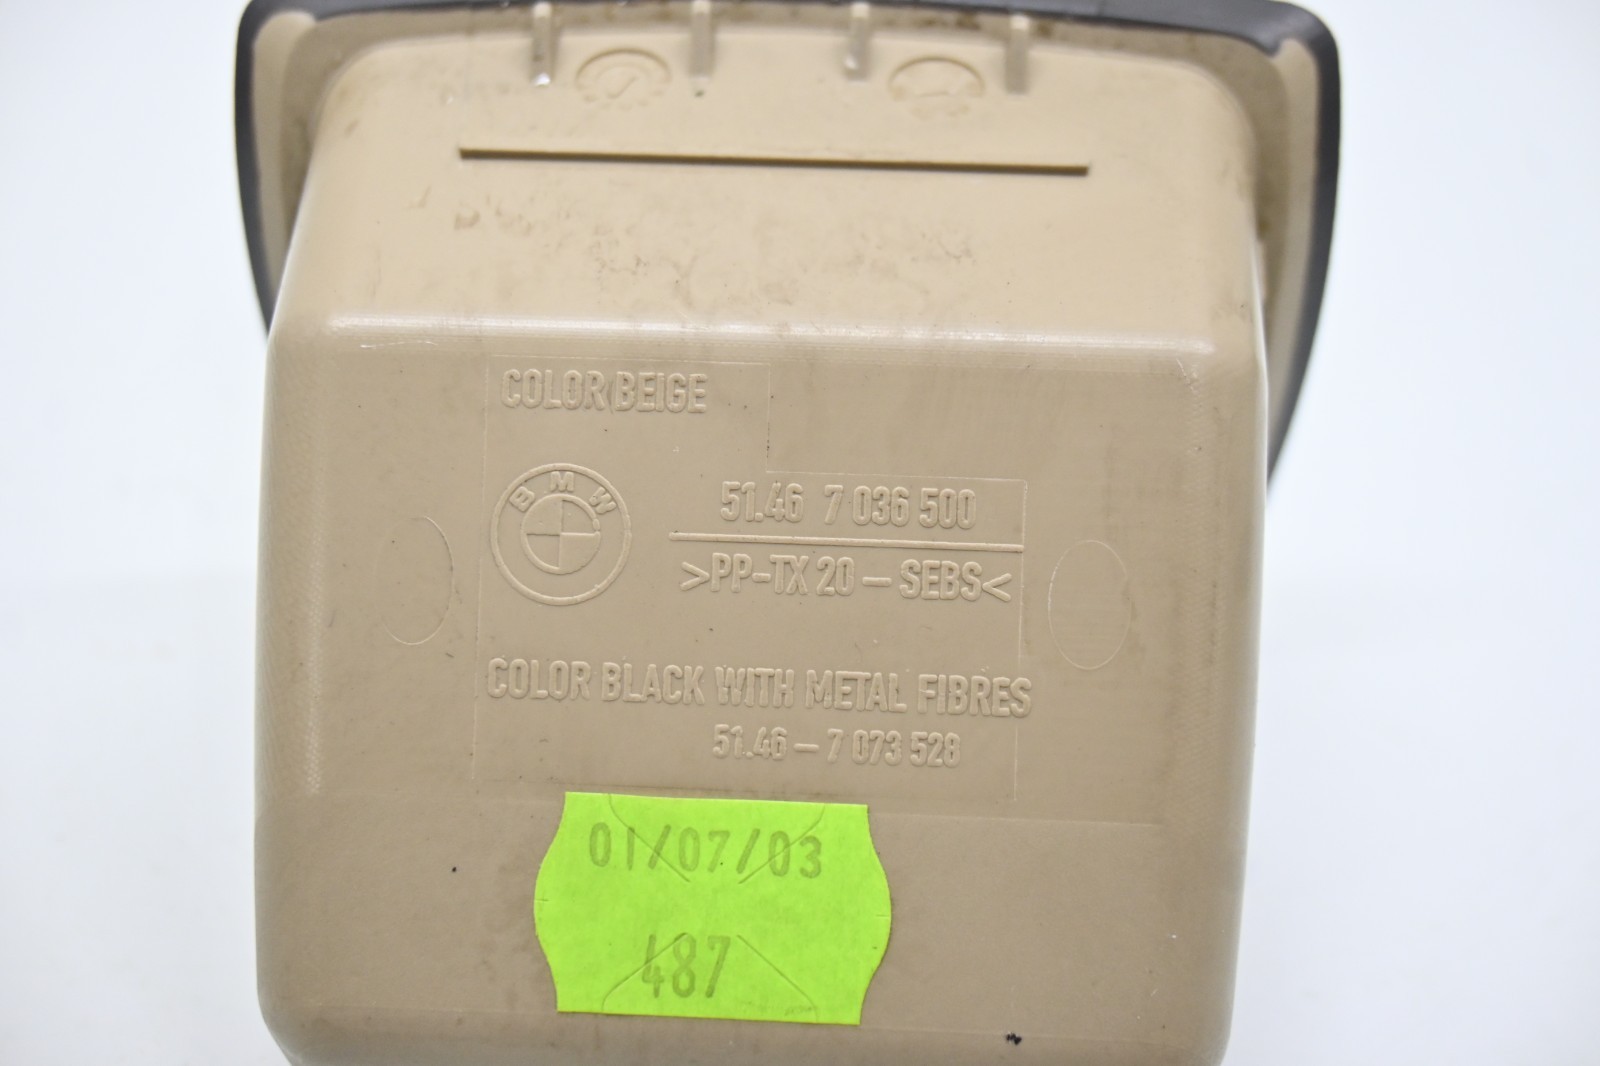 COLOR BEIGE
BMW
51.46 7 036 500
>PP-TX 20 – SEBS<
COLOR BLACK WITH METAL FIBRES
51.46 – 7 073 528
01/07/03
487